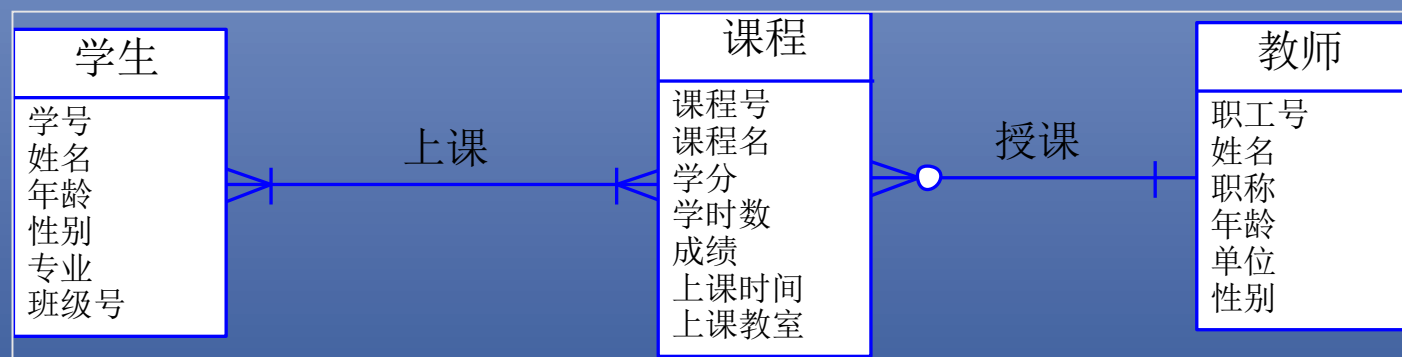 学生
学号
姓名
年龄
性别
专业
班级号
上课
课程
课程号
课程名
学分
学时数
成绩
上课时间
上课教室
授课
教师
职工号
姓名
职称
年龄
单位
性别